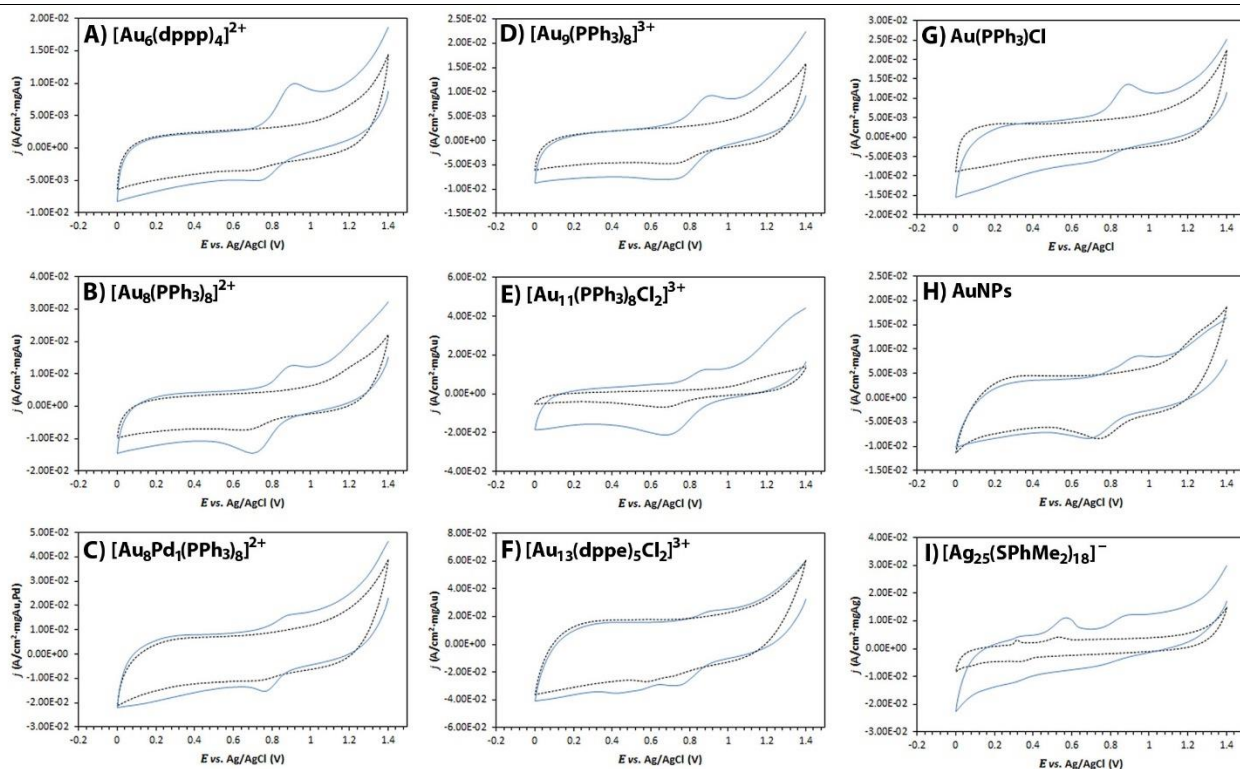 A) [Au6(dppp)4]2+
2.00E-02
1.50E-02
1.00E-02
5.00E-03
0.00E+00
-5.00E-03
-1.00E-02
j (A/cm2·mgAu)
0 0.2 0.4 0.6 0.8 1 1.2 1.4
E vs. Ag/AgCl (V)
D) [Au9(PPh3)8]3+
2.50E-02
2.00E-02
1.50E-02
1.00E-02
5.00E-03
0.00E+00
-5.00E-03
-1.00E-02
-1.50E-02
j (A/cm2·mgAu)
0 0.2 0.4 0.6 0.8 1 1.2 1.4
E vs. Ag/AgCl (V)
G) Au(PPh3)Cl
3.00E-02
2.50E-02
2.00E-02
1.50E-02
1.00E-02
5.00E-03
0.00E+00
-5.00E-03
-1.00E-02
-1.50E-02
-2.00E-02
j (A/cm2·mgAu)
0 0.2 0.4 0.6 0.8 1 1.2 1.4
E vs. Ag/AgCl
B) [Au8(PPh3)8]2+
4.00E-02
3.00E-02
2.00E-02
1.00E-02
0.00E+00
-1.00E-02
-2.00E-02
j (A/cm2·mgAu)
0 0.2 0.4 0.6 0.8 1 1.2 1.4
E vs. Ag/AgCl (V)
E) [Au11(PPh3)8Cl2]3+
6.00E-02
4.00E-02
2.00E-02
0.00E+00
-2.00E-02
-4.00E-02
j (A/cm2·mgAu)
0 0.2 0.4 0.6 0.8 1 1.2 1.4
E vs. Ag/AgCl (V)
H) AuNPs
2.50E-02
2.00E-02
1.50E-02
1.00E-02
5.00E-03
0.00E+00
-5.00E-03
-1.00E-02
-1.50E-02
j (A/cm2·mgAu)
0 0.2 0.4 0.6 0.8 1 1.2 1.4
E vs. Ag/AgCl (V)
C) [Au8Pd1(PPh3)8]2+
5.00E-02
4.00E-02
3.00E-02
2.00E-02
1.00E-02
0.00E+00
-1.00E-02
-2.00E-02
-3.00E-02
j (A/cm2·mgAu,Pd)
0 0.2 0.4 0.6 0.8 1 1.2 1.4
E vs. Ag/AgCl (V)
F) [Au13(dppe)5Cl2]3+
8.00E-02
6.00E-02
4.00E-02
2.00E-02
0.00E+00
-2.00E-02
-4.00E-02
-6.00E-02
j (A/cm2·mgAu)
0 0.2 0.4 0.6 0.8 1 1.2 1.4
E vs. Ag/AgCl (V)
I) [Ag25(SPhMe2)18]−
4.00E-02
3.00E-02
2.00E-02
1.00E-02
0.00E+00
-1.00E-02
-2.00E-02
-3.00E-02
j (A/cm2·mgAg)
0 0.2 0.4 0.6 0.8 1 1.2 1.4
E vs. Ag/AgCl (V)